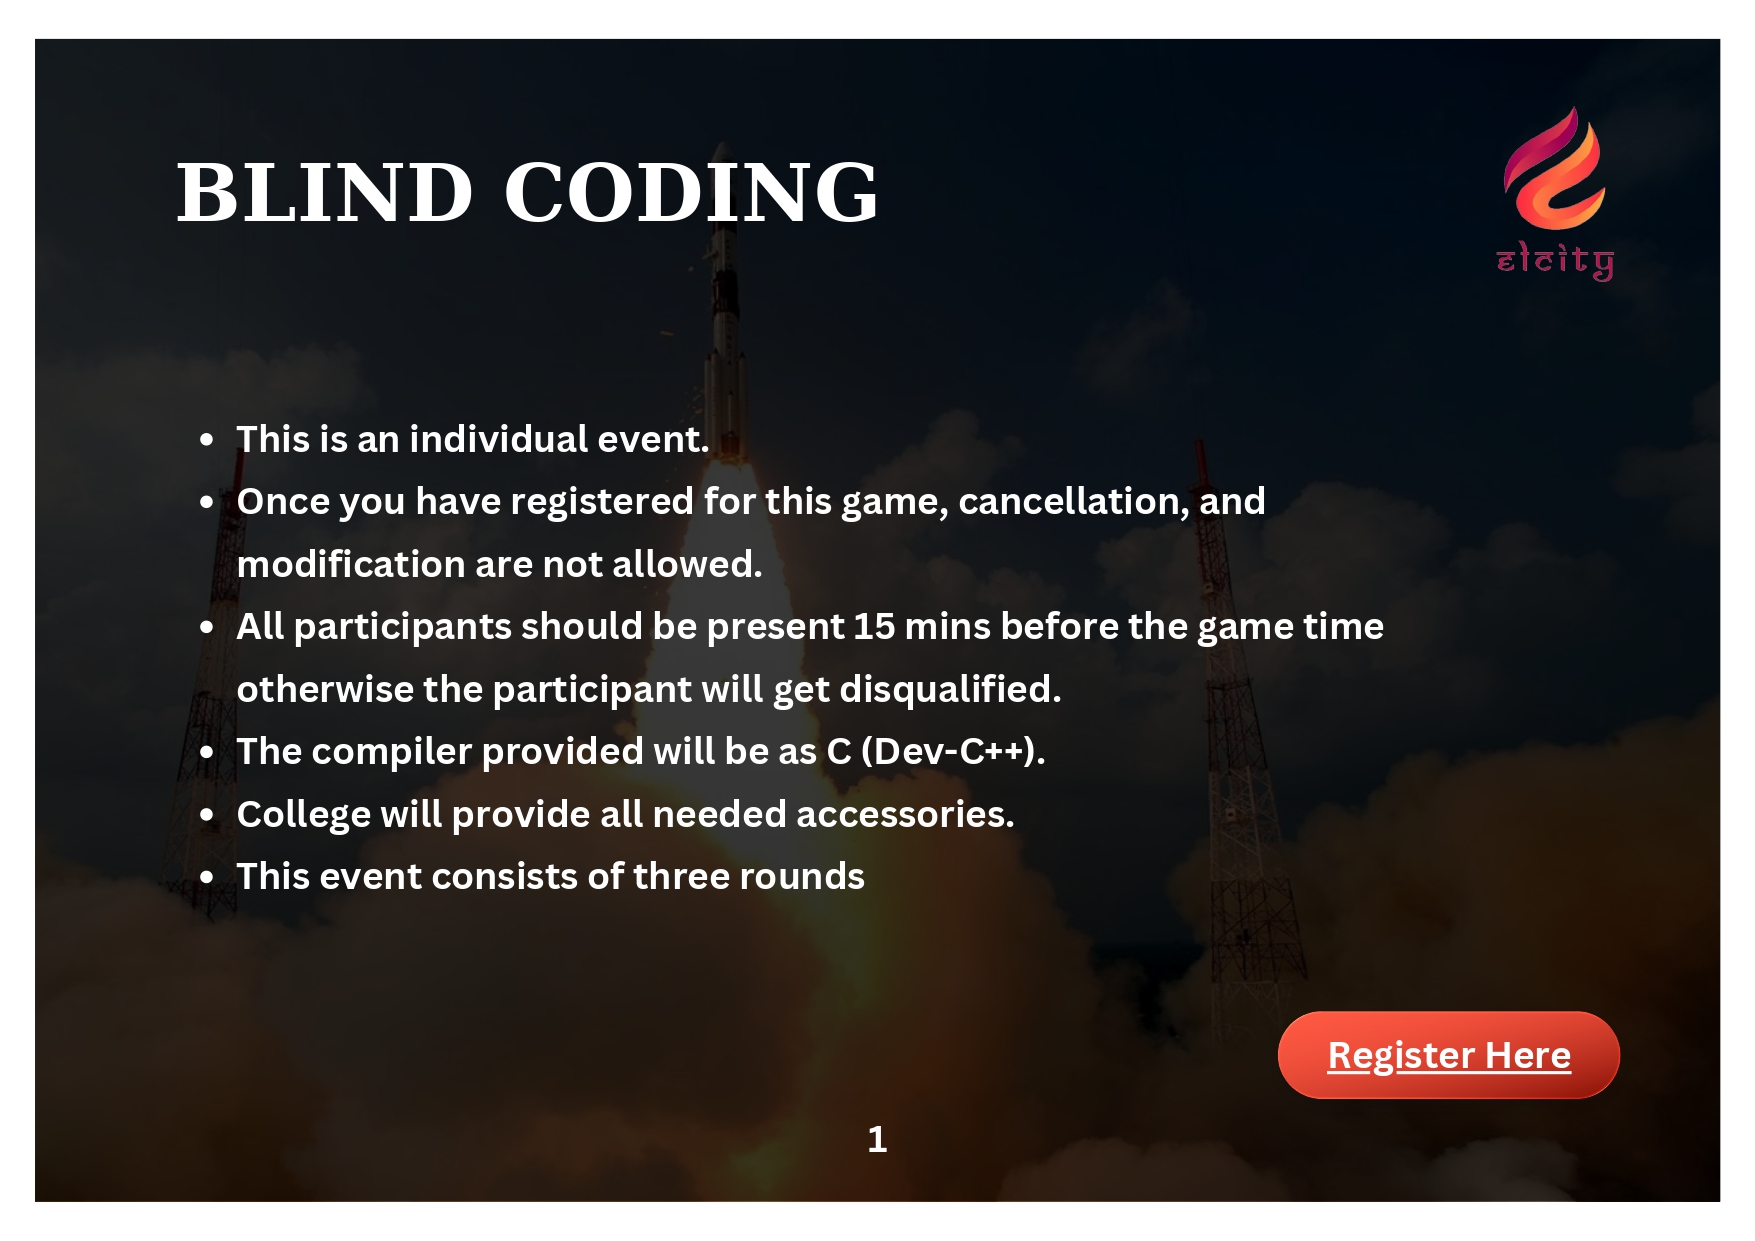 BLIND CODING
elcity
• This is an individual event.
• Once you have registered for this game, cancellation, and
modification are not allowed.
• All participants should be present 15 mins before the game time
otherwise the participant will get disqualified.
• The compiler provided will be as C (Dev-C++).
• College will provide all needed accessories.
• This event consists of three rounds
Register Here
1